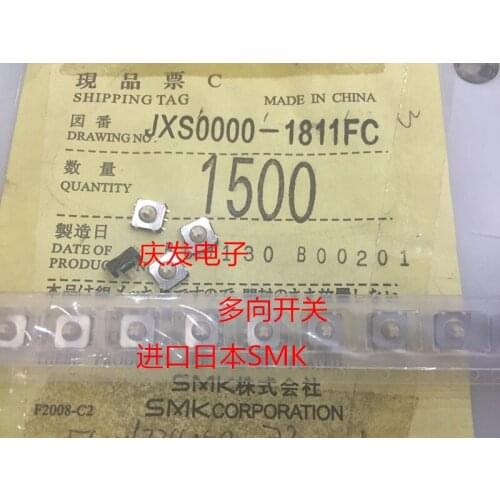 現品票 C
SHIPPING TAG
MADE IN CHINA
図番
DRAWING NO.
JXS0000-1811FC
数量
QUANTITY
1500
製造日
DATE OF
PRODUC
130 B00201
庆发电子
多向开关
进口日本SMK
SMK株式会社
F2008-C2
SMK CORPORATION